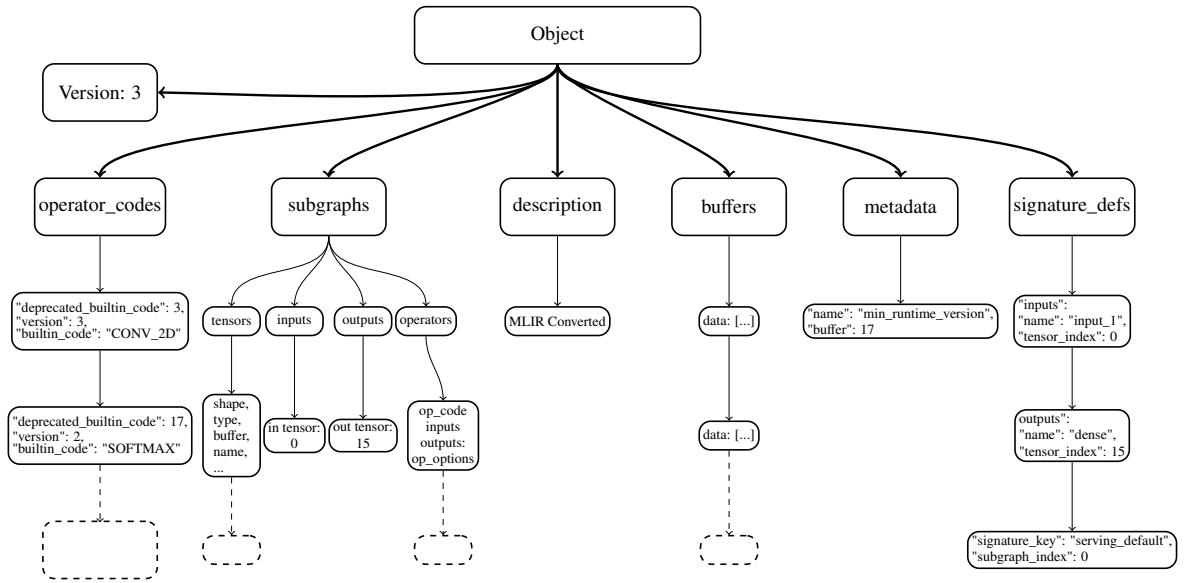 Object
Version: 3
operator_codes
subgraphs
description
buffers
metadata
signature_defs
"deprecated_builtin_code": 3,
"version": 3,
"builtin_code": "CONV_2D"
tensors
inputs
outputs
operators
MLIR Converted
data: [...]
"name": "min_runtime_version",
"buffer": 17
"inputs":
"name": "input_1",
"tensor_index": 0
"deprecated_builtin_code": 17,
"version": 2,
"builtin_code": "SOFTMAX"
shape,
type,
buffer,
name,
...
in tensor:
0
out tensor:
15
op_code
inputs
outputs:
op_options
data: [...]
outputs":
"name": "dense",
"tensor_index": 15
"signature_key": "serving_default",
"subgraph_index": 0